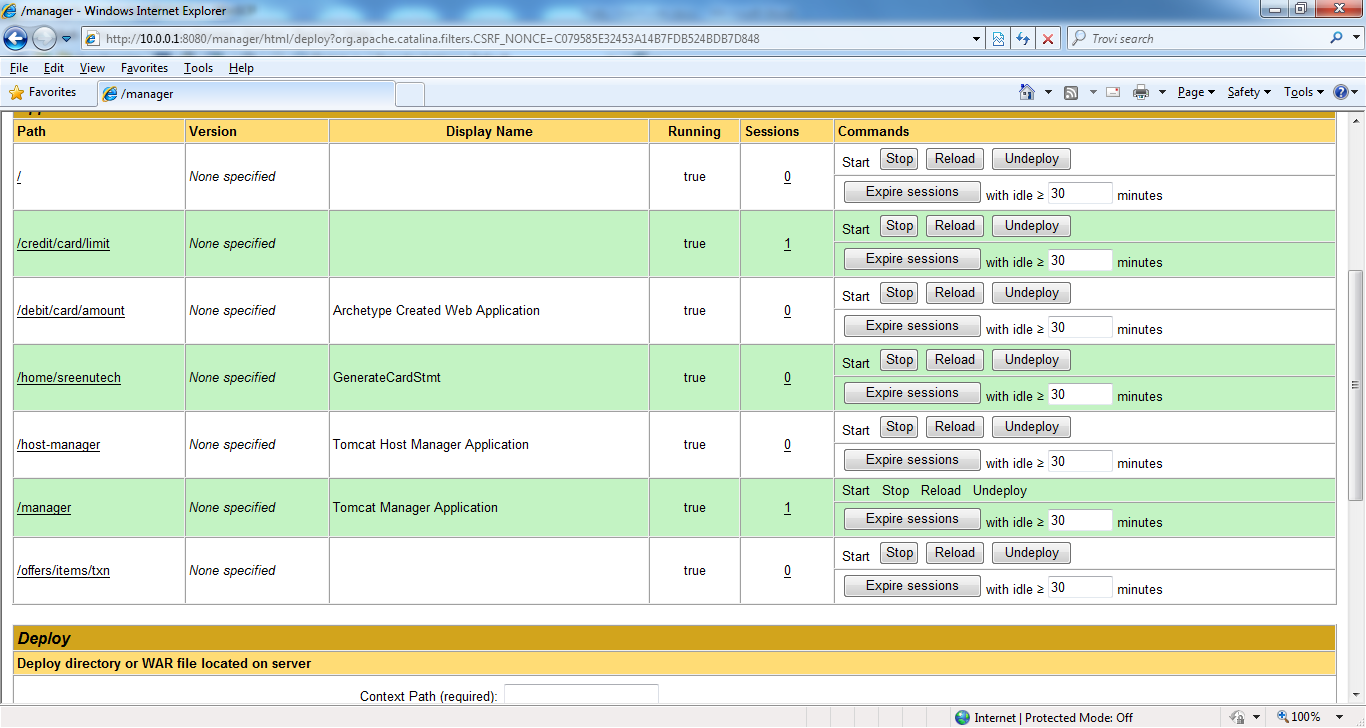 /manager - Windows Internet Explorer
http://10.0.0.1:8080/manager/html/deploy?org.apache.catalina.filters.CSRF_NONCE=C079585E32453A14B7FDB524BDB7D848
Trovi search
File Edit View Favorites Tools Help
Favorites /manager Page Safety Tools
Path Version Display Name Running Sessions Commands
/ None specified true 0 Start Stop Reload Undeploy
Expire sessions with idle ≥ 30 minutes
/credit/card/limit None specified true 1 Start Stop Reload Undeploy
Expire sessions with idle ≥ 30 minutes
/debit/card/amount None specified Archetype Created Web Application true 0 Start Stop Reload Undeploy
Expire sessions with idle ≥ 30 minutes
/home/sreenutech None specified GenerateCardStmt true 0 Start Stop Reload Undeploy
Expire sessions with idle ≥ 30 minutes
/host-manager None specified Tomcat Host Manager Application true 0 Start Stop Reload Undeploy
Expire sessions with idle ≥ 30 minutes
/manager None specified Tomcat Manager Application true 1 Start Stop Reload Undeploy
Expire sessions with idle ≥ 30 minutes
/offers/items/txn None specified true 0 Start Stop Reload Undeploy
Expire sessions with idle ≥ 30 minutes
Deploy
Deploy directory or WAR file located on server
Context Path (required):
Internet | Protected Mode: Off 100%